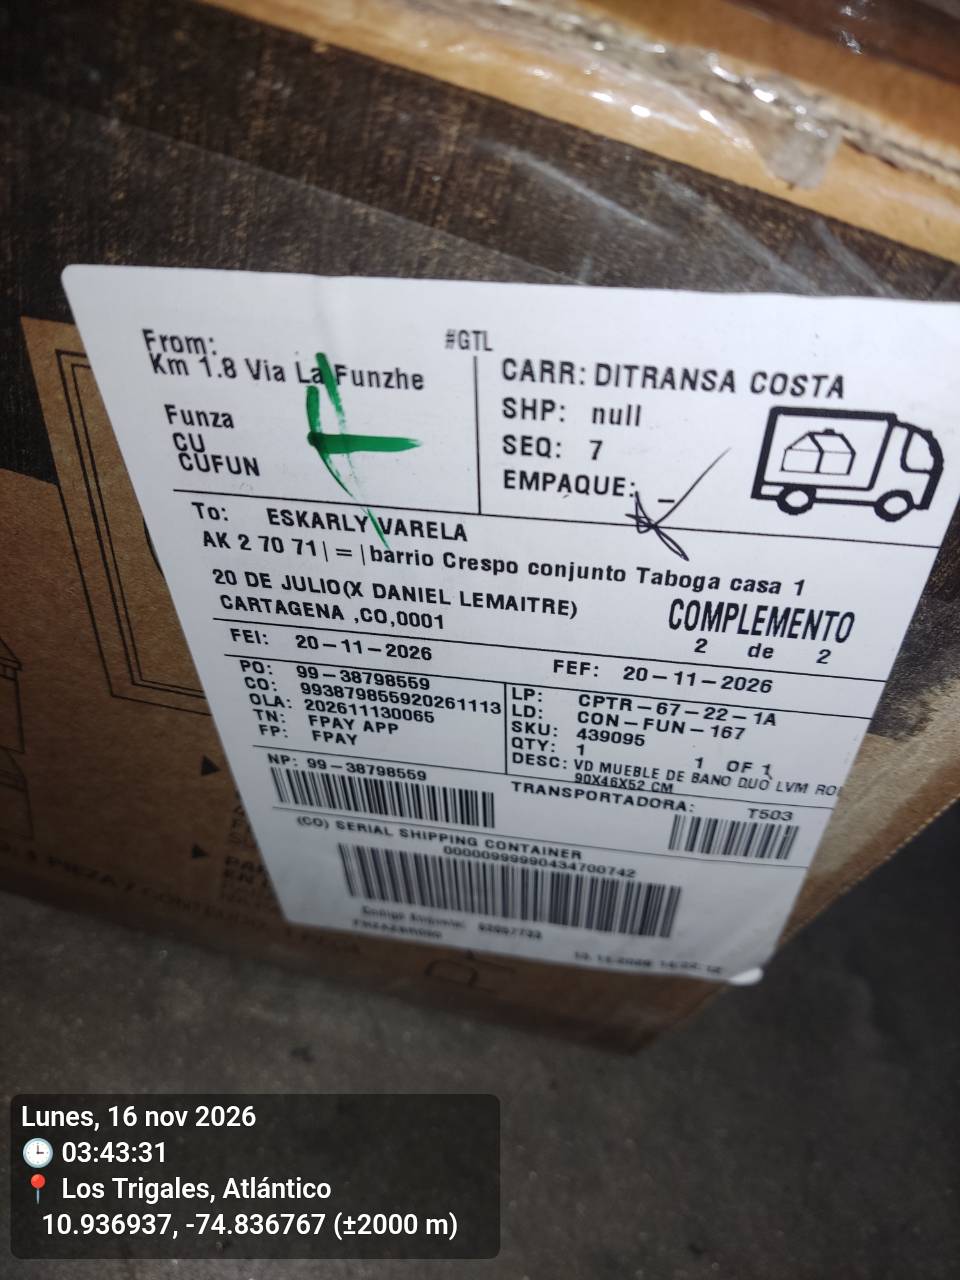 #GTL
From:
Km 1.8 Via La Funzhe
Funza
CU
CUFUN
CARR: DITRANSA COSTA
SHP: null
SEQ: 7
EMPAQUE: _
To: ESKARLY VARELA
AK 2 70 71| = |barrio Crespo conjunto Taboga casa 1
20 DE JULIO(X DANIEL LEMAITRE)
CARTAGENA ,CO,0001
COMPLEMENTO
2 de 2
FEI: 20-11-2026
FEF: 20-11-2026
PO: 99-38798559
CO: 993879855920261113
OLA: 202611130065
TN: FPAY APP
FP: FPAY
LP: CPTR-67-22-1A
LD: CON-FUN-167
SKU: 439095
QTY: 1 1 OF 1
DESC: VD MUEBLE DE BANO DUO LVM
90X46X52 CM
NP: 99-38798559
TRANSPORTADORA: T503
(CO) SERIAL SHIPPING CONTAINER
00000999990434700742
Lunes, 16 nov 2026
03:43:31
Los Trigales, Atlántico
10.936937, -74.836767 (±2000 m)